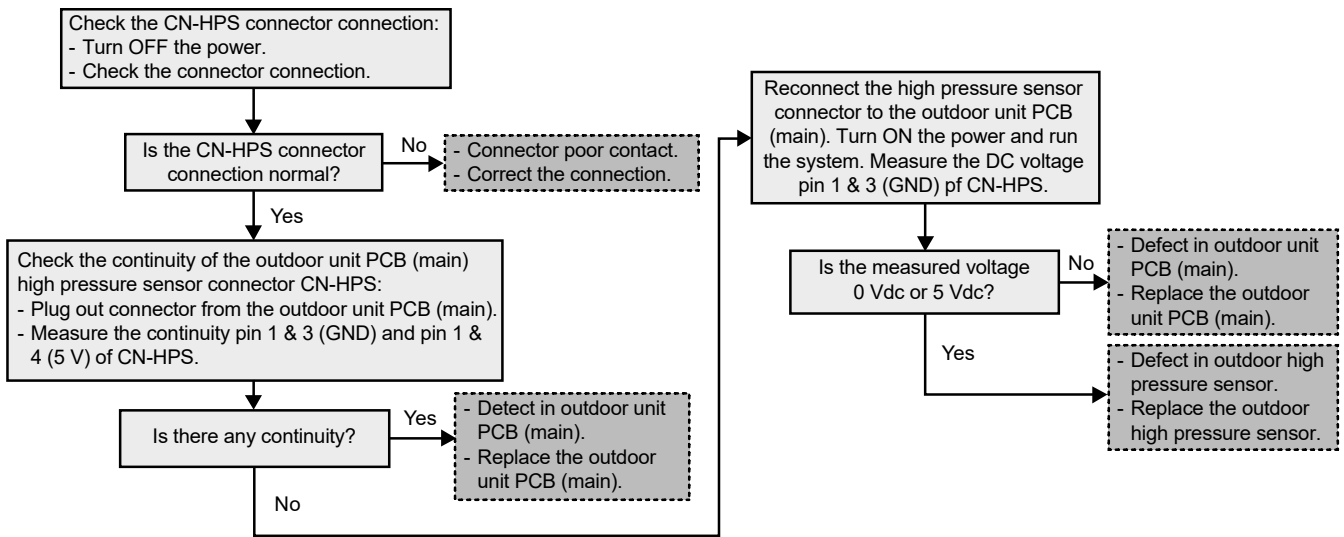 Check the CN-HPS connector connection:
- Turn OFF the power.
- Check the connector connection.
Is the CN-HPS connector
connection normal?
No
- Connector poor contact.
- Correct the connection.
Yes
Check the continuity of the outdoor unit PCB (main)
high pressure sensor connector CN-HPS:
- Plug out connector from the outdoor unit PCB (main).
- Measure the continuity pin 1 & 3 (GND) and pin 1 &
4 (5 V) of CN-HPS.
Is there any continuity?
Yes
- Detect in outdoor unit
PCB (main).
- Replace the outdoor
unit PCB (main).
No
Reconnect the high pressure sensor
connector to the outdoor unit PCB
(main). Turn ON the power and run
the system. Measure the DC voltage
pin 1 & 3 (GND) pf CN-HPS.
Is the measured voltage
0 Vdc or 5 Vdc?
No
- Defect in outdoor unit
PCB (main).
- Replace the outdoor
unit PCB (main).
Yes
- Defect in outdoor high
pressure sensor.
- Replace the outdoor
high pressure sensor.